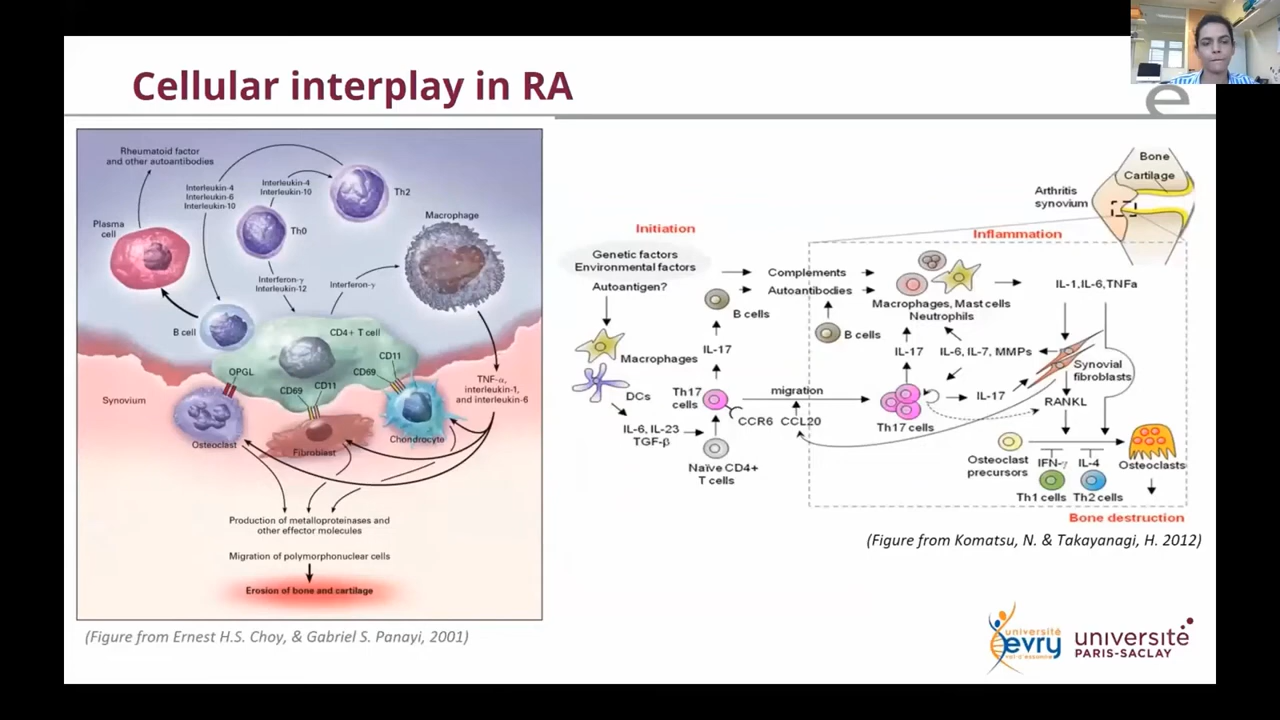 Cellular interplay in RA
e
Rheumatoid factor
and other autoantibodies
Interleukin-4
Interleukin-6
Interleukin-10
Interleukin-4
Interleukin-10
Th2
Th0
Plasma
cell
Macrophage
Interferon-γ
Interleukin-12
Interferon-γ
B cell
CD4+ T cell
CD11
OPGL
CD69
CD69
CD11
TNF-α,
interleukin-1,
and
interleukin-6
Synovium
Osteoclast
Fibroblast
Chondrocyte
Production of metalloproteinases and
other effector molecules
Migration of polymorphonuclear cells
Erosion of bone and cartilage
(Figure from Ernest H.S. Choy, & Gabriel S. Panayi, 2001)
Bone
Cartilage
Arthritis
synovium
Initiation
Inflammation
Genetic factors
Environmental factors
Autoantigen?
Complements
Autoantibodies
B cells
B cells
Macrophages, Mast cells
Neutrophils
IL-1,IL-6,TNFa
Macrophages
IL-17
IL-17
IL-6, IL-7, MMPs
Synovial
fibroblasts
DCs
Th17
cells
migration
IL-17
RANKL
CCR6
CCL20
Th17 cells
IL-6, IL-23
TGF-β
Naïve CD4+
T cells
Osteoclast
precursors
IFN-γ
IL-4
Osteoclasts
Th1 cells
Th2 cells
Bone destruction
(Figure from Komatsu, N. & Takayanagi, H. 2012)
université
evry
val-d'essonne
université
PARIS-SACLAY